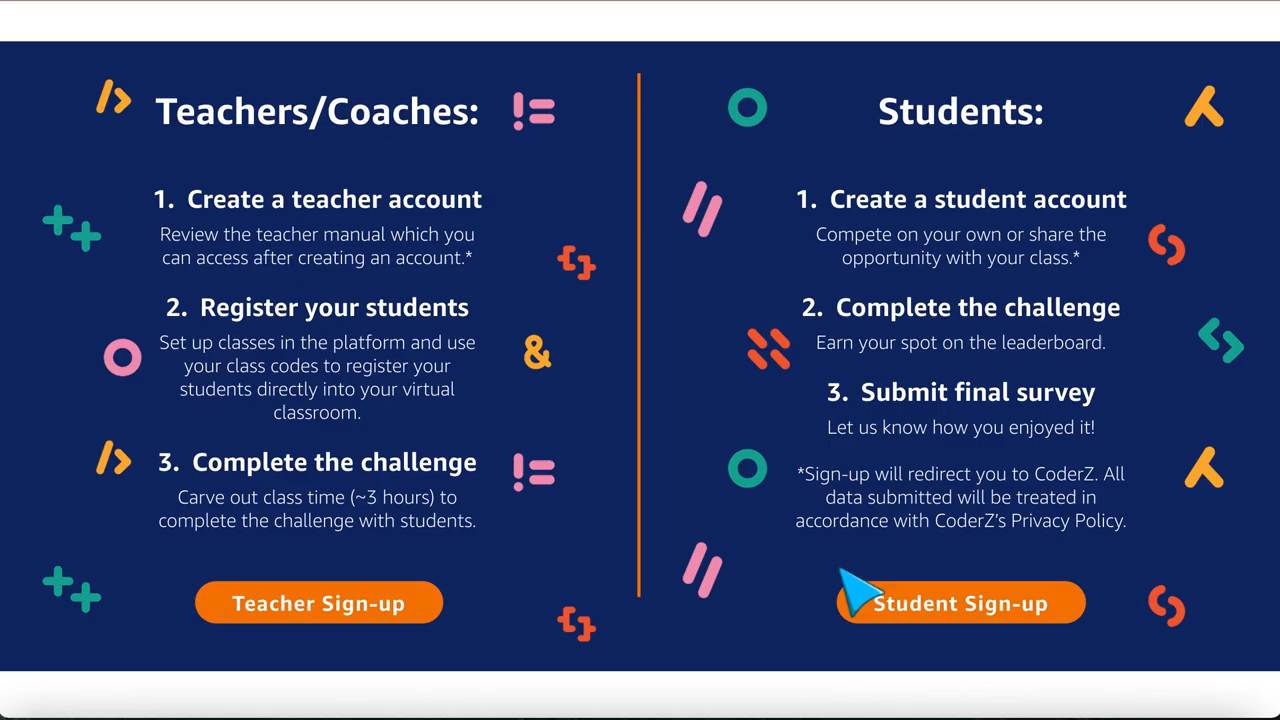 Teachers/Coaches:
1. Create a teacher account
Review the teacher manual which you
can access after creating an account.*
2. Register your students
Set up classes in the platform and use
your class codes to register your
students directly into your virtual
classroom.
3. Complete the challenge
Carve out class time (~3 hours) to
complete the challenge with students.
Teacher Sign-up
Students:
1. Create a student account
Compete on your own or share the
opportunity with your class.*
2. Complete the challenge
Earn your spot on the leaderboard.
3. Submit final survey
Let us know how you enjoyed it!
*Sign-up will redirect you to CoderZ. All
data submitted will be treated in
accordance with CoderZ’s Privacy Policy.
Student Sign-up